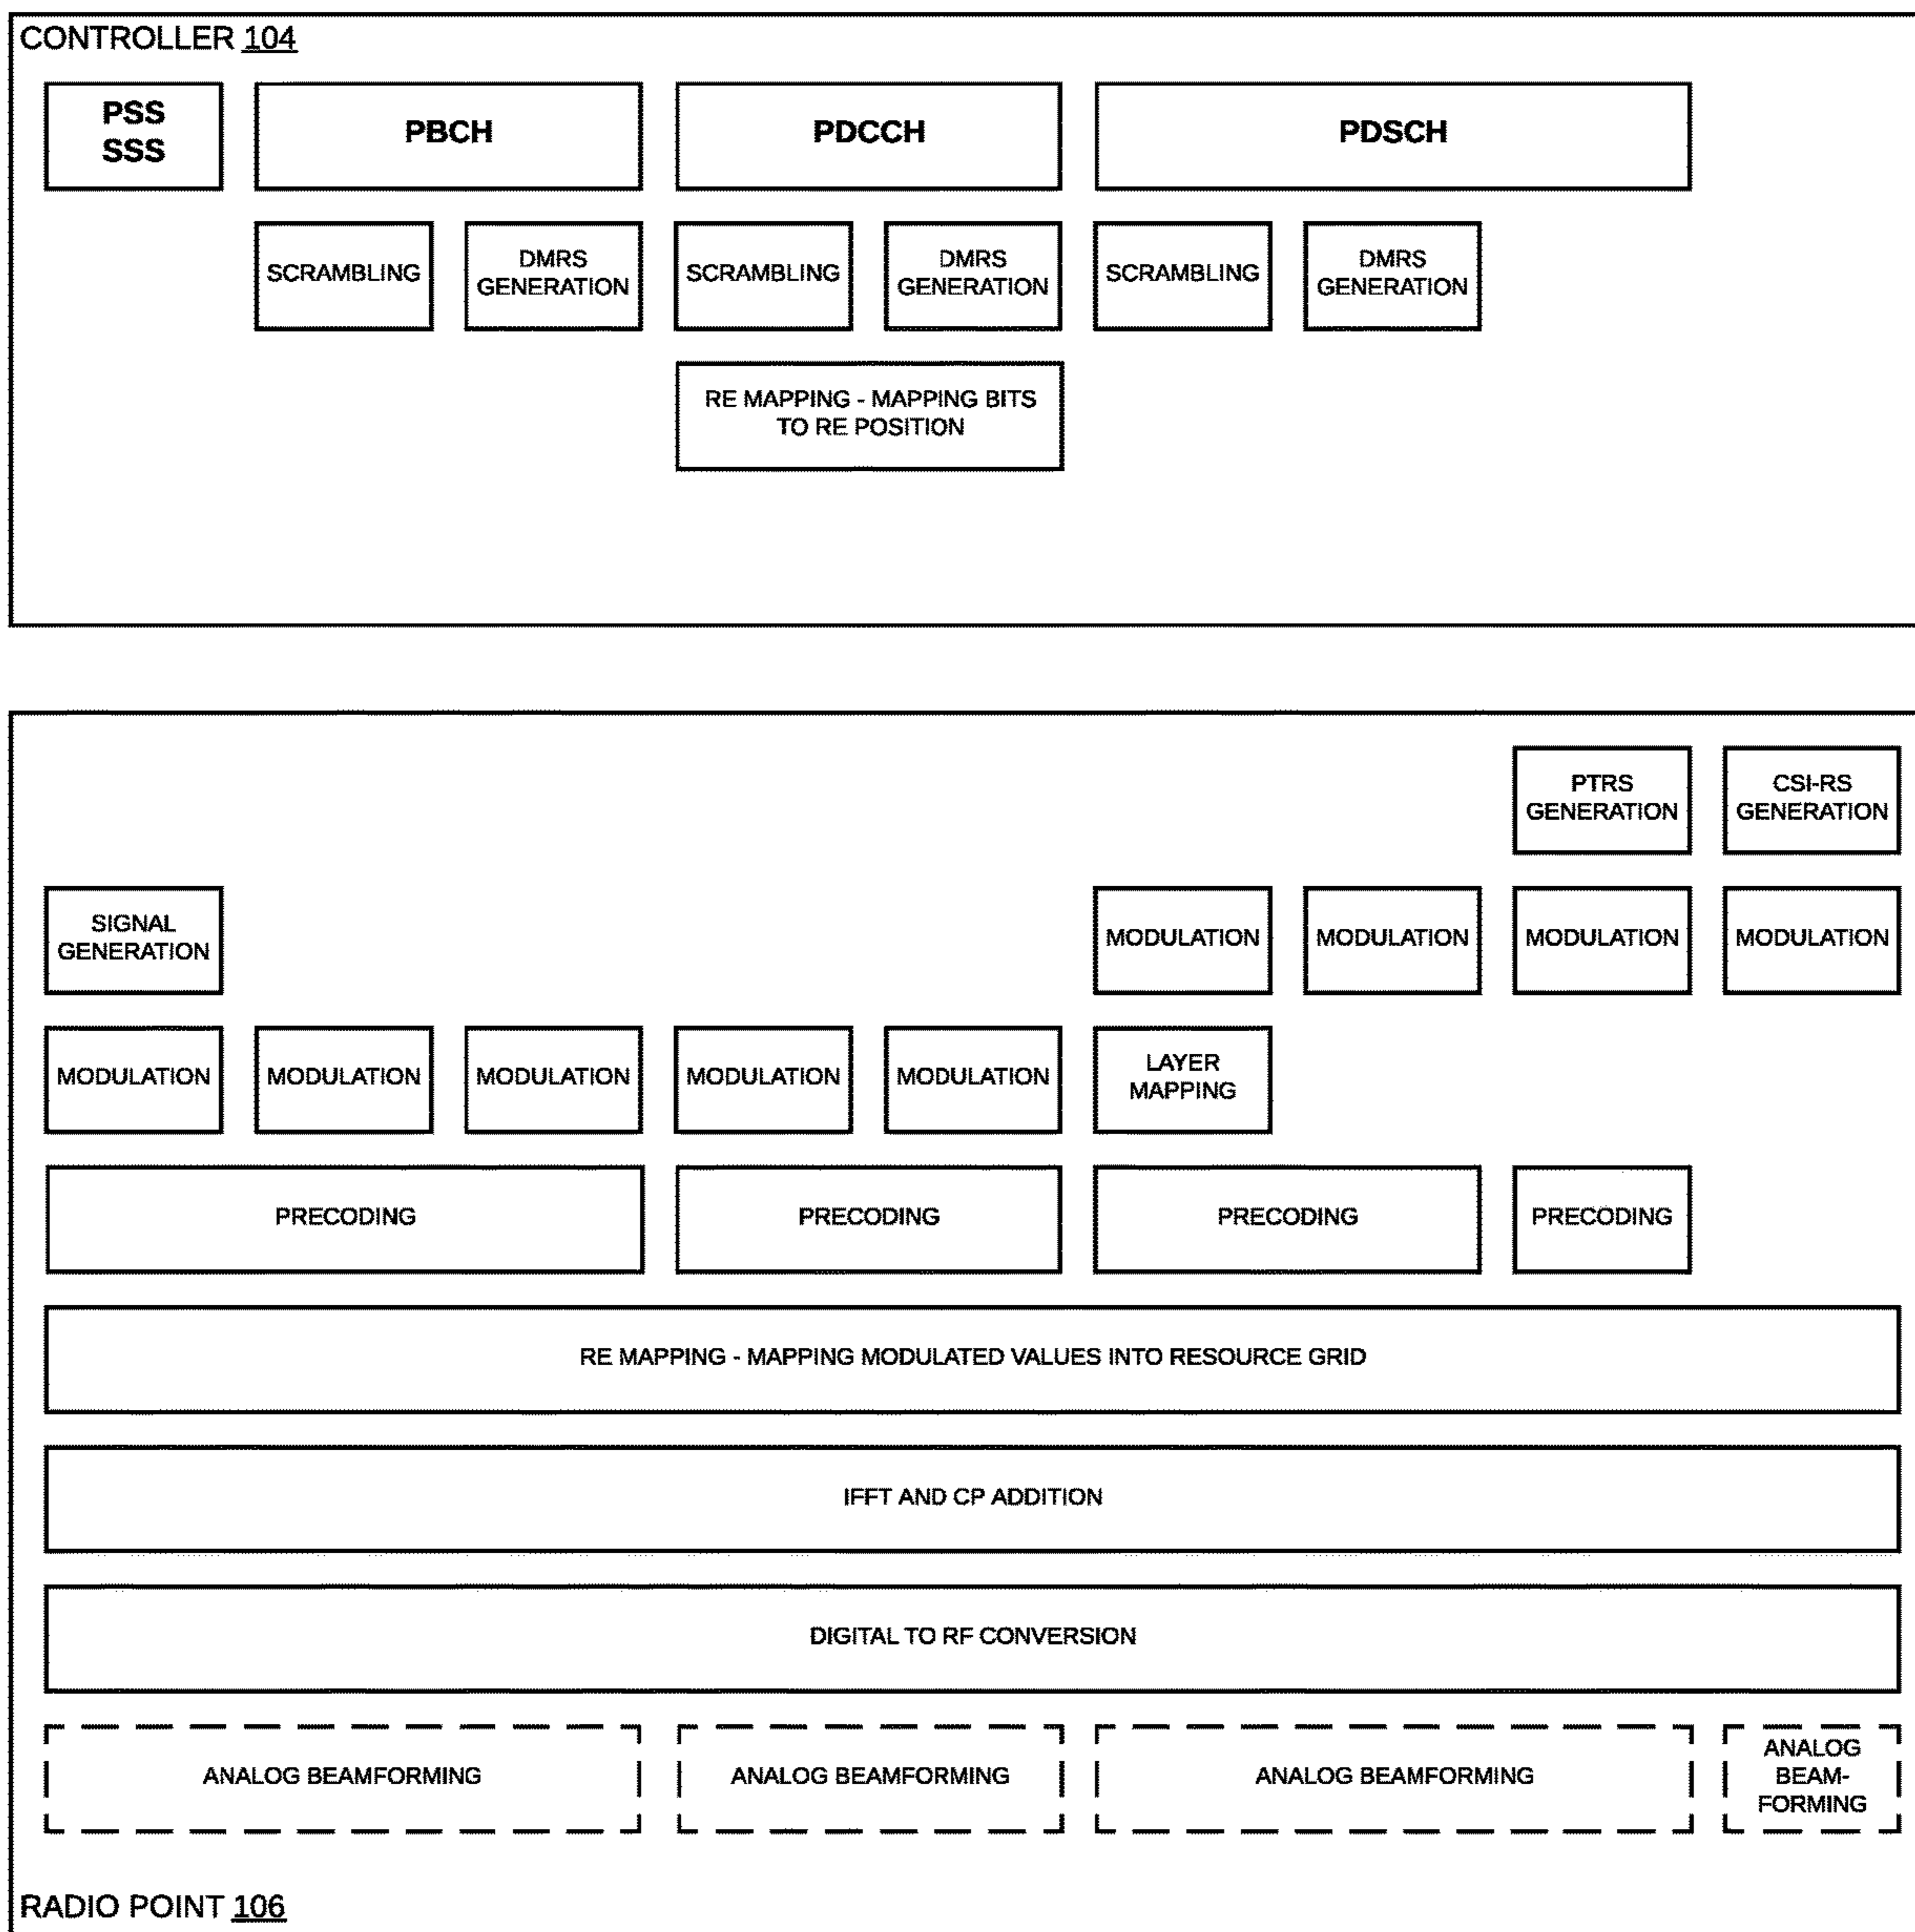 CONTROLLER 104
PSS
SSS
PBCH
PDCCH
PDSCH
SCRAMBLING
DMRS
GENERATION
SCRAMBLING
DMRS
GENERATION
SCRAMBLING
DMRS
GENERATION
RE MAPPING - MAPPING BITS
TO RE POSITION
PTRS
GENERATION
CSI-RS
GENERATION
SIGNAL
GENERATION
MODULATION
MODULATION
MODULATION
MODULATION
MODULATION
MODULATION
MODULATION
MODULATION
MODULATION
LAYER
MAPPING
PRECODING
PRECODING
PRECODING
PRECODING
RE MAPPING - MAPPING MODULATED VALUES INTO RESOURCE GRID
IFFT AND CP ADDITION
DIGITAL TO RF CONVERSION
ANALOG BEAMFORMING
ANALOG BEAMFORMING
ANALOG BEAMFORMING
ANALOG
BEAM-
FORMING
RADIO POINT 106